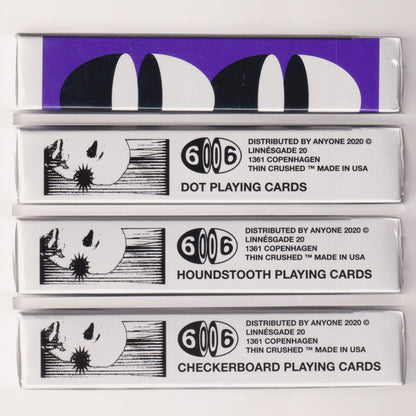 6006
DISTRIBUTED BY ANYONE 2020 ©
LINNÉSGADE 20
1361 COPENHAGEN
THIN CRUSHED ™ MADE IN USA
DOT PLAYING CARDS
6006
DISTRIBUTED BY ANYONE 2020 ©
LINNÉSGADE 20
1361 COPENHAGEN
THIN CRUSHED ™ MADE IN USA
HOUNDSTOOTH PLAYING CARDS
6006
DISTRIBUTED BY ANYONE 2020 ©
LINNÉSGADE 20
1361 COPENHAGEN
THIN CRUSHED ™ MADE IN USA
CHECKERBOARD PLAYING CARDS